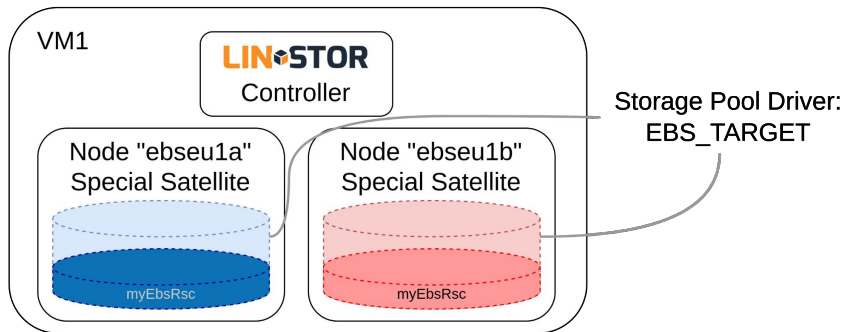 VM1
LINSTOR
Controller
Storage Pool Driver:
EBS_TARGET
Node "ebseu1a"
Special Satellite
myEbsRsc
Node "ebseu1b"
Special Satellite
myEbsRsc